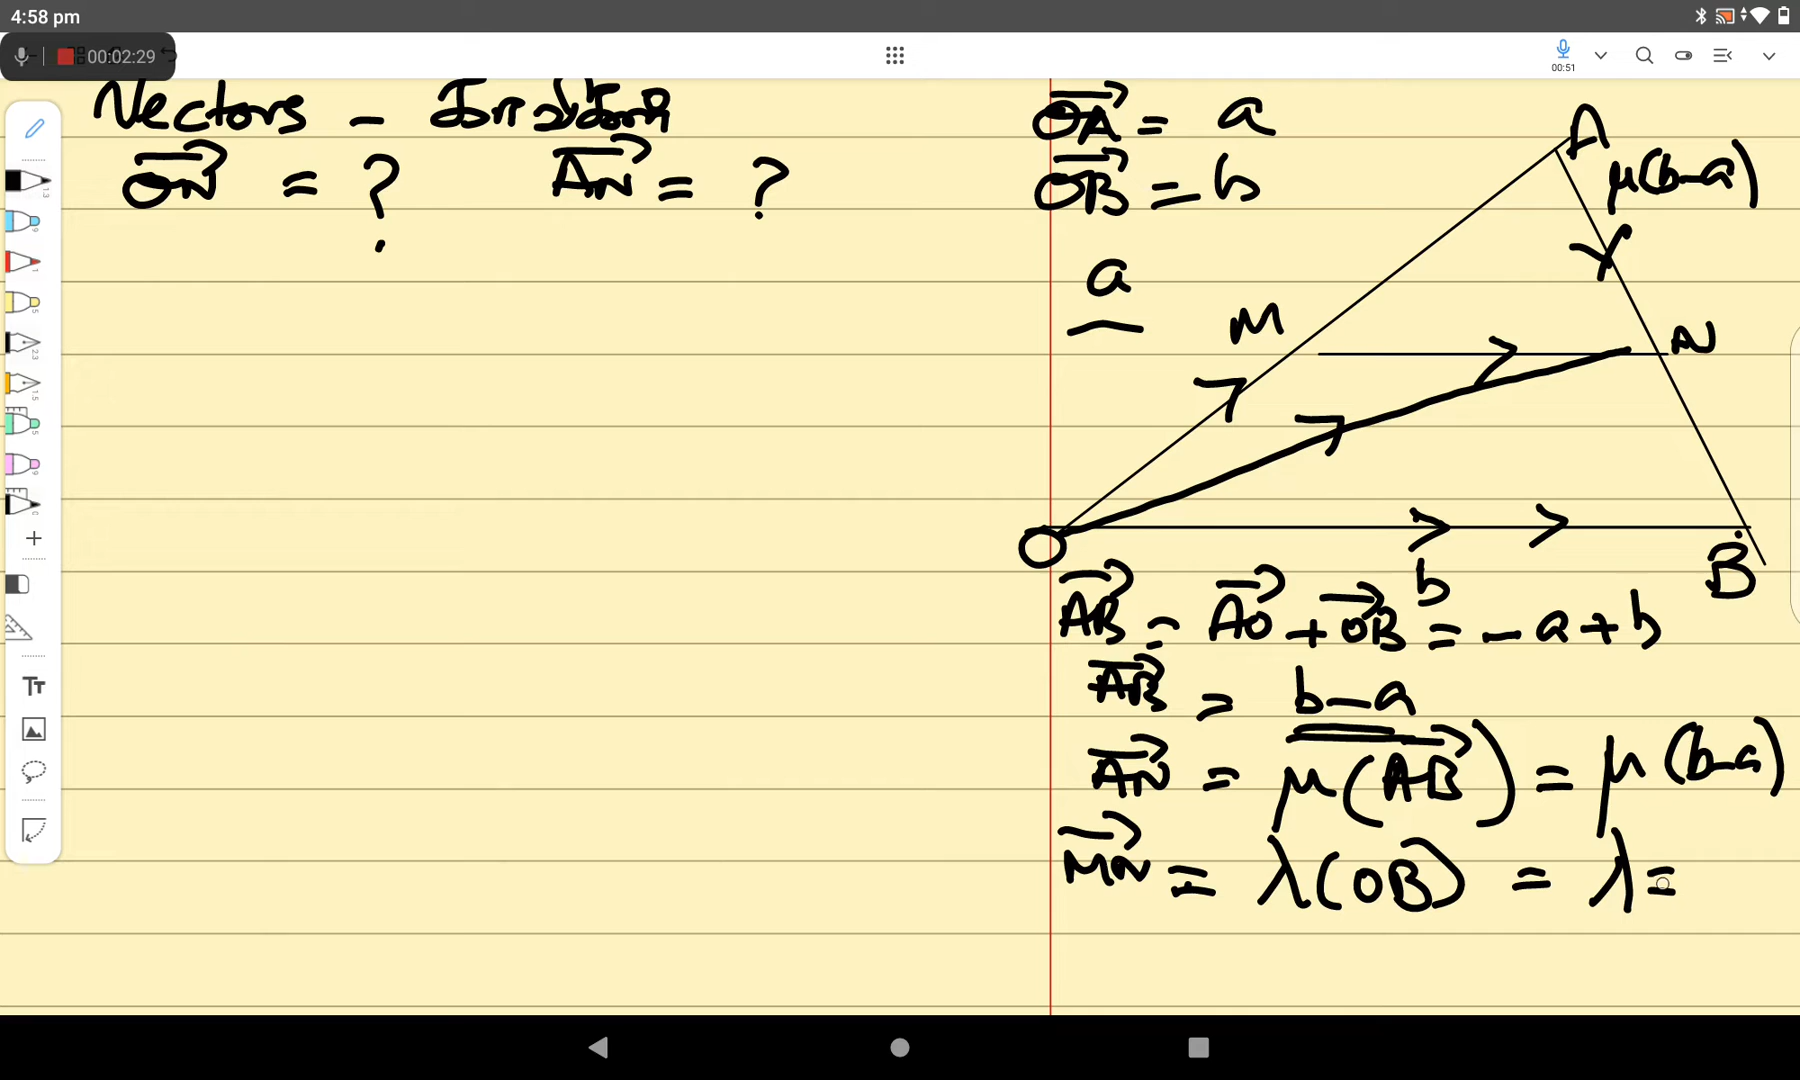 4:58 pm
00:02:29
00:51
Vectors -
ON = ? AN = ?
OA = a
OB = b
a
A
μ(b-a)
M
N
O
B
b
AB = AO + OB = -a + b
AB = b-a
AN = μ(AB) = μ(b-a)
MN = λ(OB) = λ =
Tт